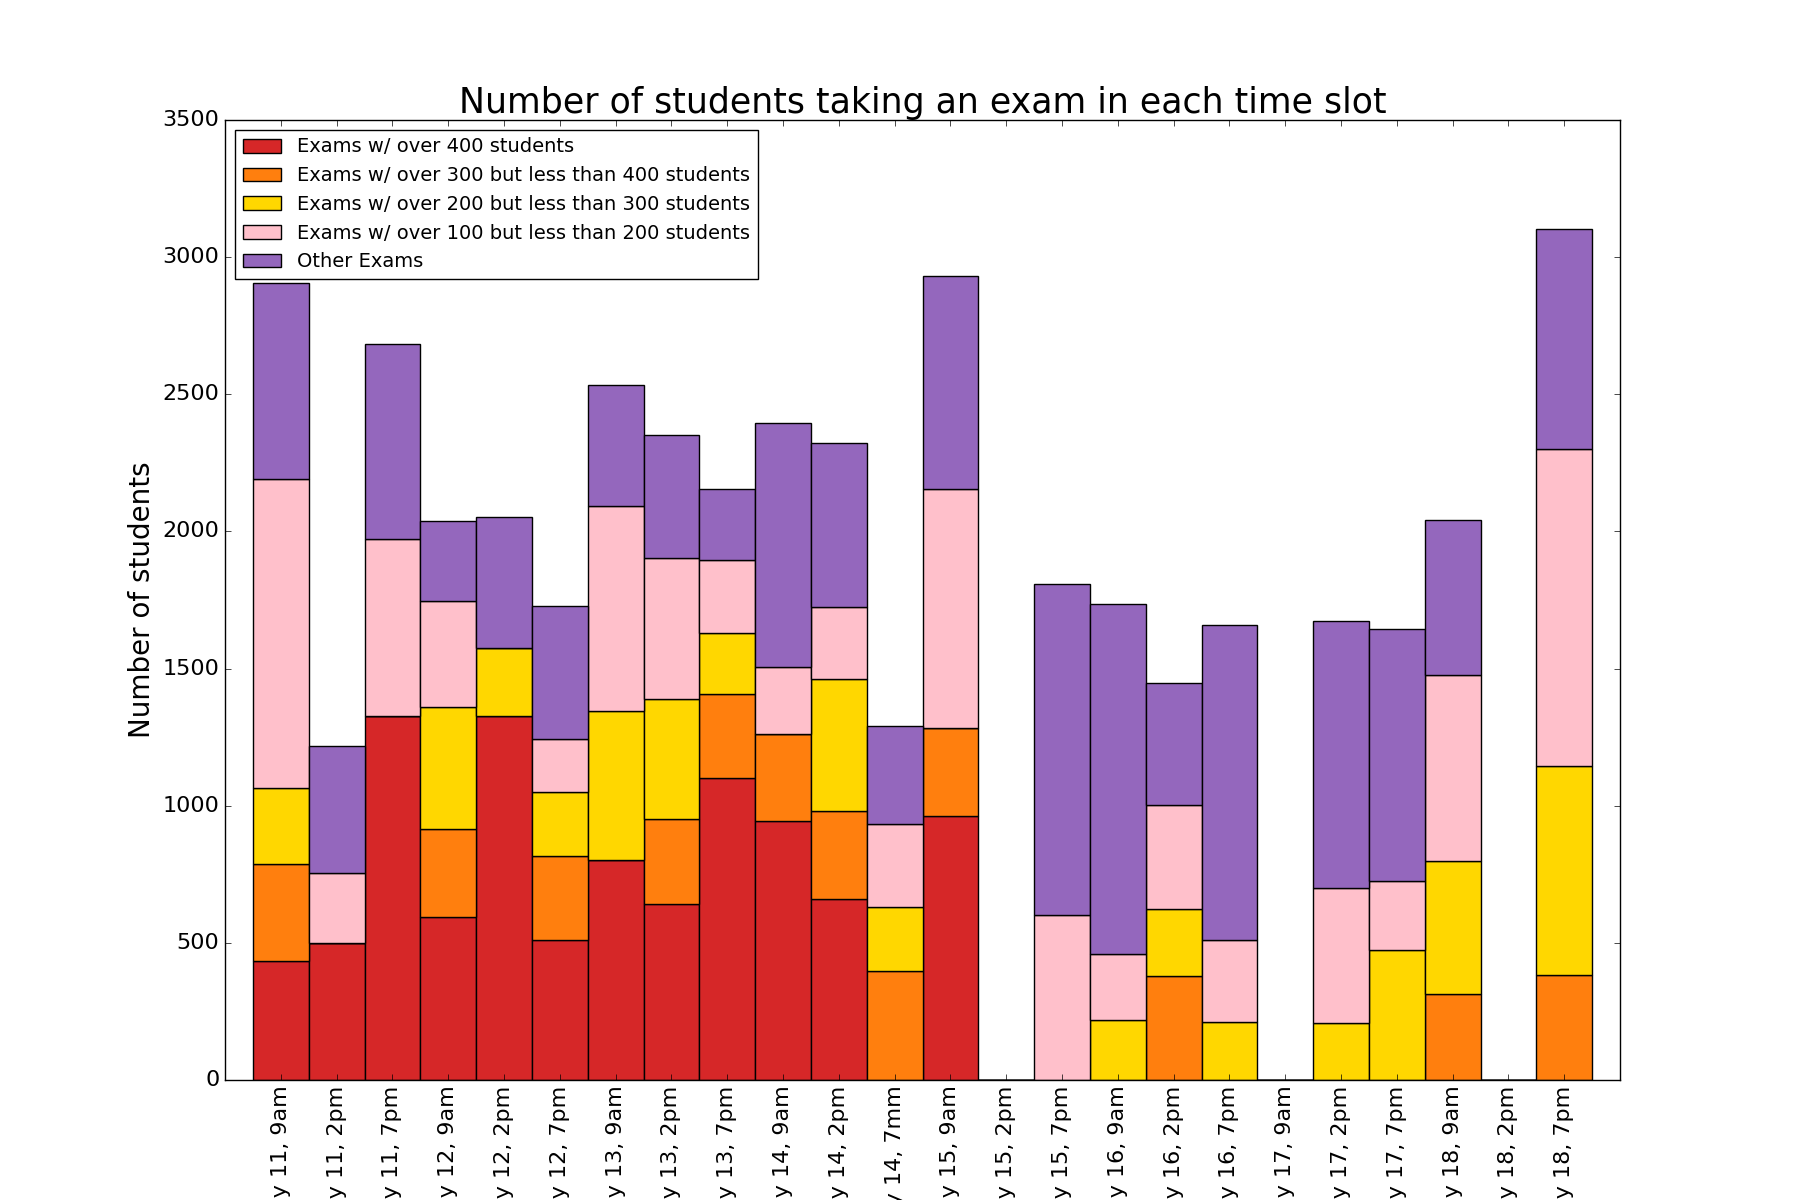 Number of students taking an exam in each time slot
Exams w/ over 400 students
Exams w/ over 300 but less than 400 students
Exams w/ over 200 but less than 300 students
Exams w/ over 100 but less than 200 students
Other Exams
Number of students
3500
3000
2500
2000
1500
1000
500
0
y 11, 9am
y 11, 2pm
y 11, 7pm
y 12, 9am
y 12, 2pm
y 12, 7pm
y 13, 9am
y 13, 2pm
y 13, 7pm
y 14, 9am
y 14, 2pm
y 14, 7mm
y 15, 9am
y 15, 2pm
y 15, 7pm
y 16, 9am
y 16, 2pm
y 16, 7pm
y 17, 9am
y 17, 2pm
y 17, 7pm
y 18, 9am
y 18, 2pm
y 18, 7pm